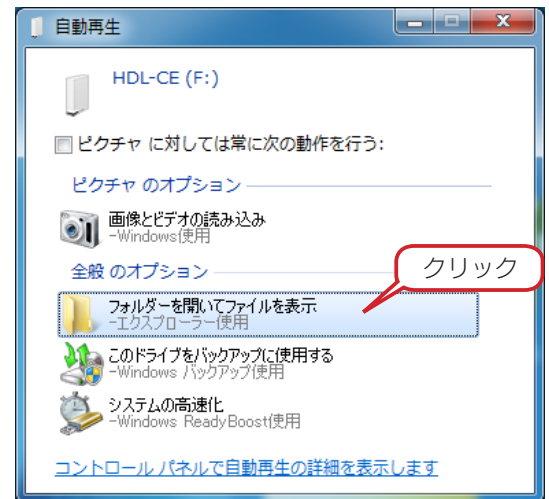 自動再生
HDL-CE (F:)
ピクチャ に対しては常に次の動作を行う:
ピクチャ のオプション
画像とビデオの読み込み
-Windows使用
全般 のオプション
クリック
フォルダーを開いてファイルを表示
-エクスプローラー使用
このドライブをバックアップに使用する
-Windows バックアップ使用
システムの高速化
-Windows ReadyBoost使用
コントロール パネルで自動再生の詳細を表示します